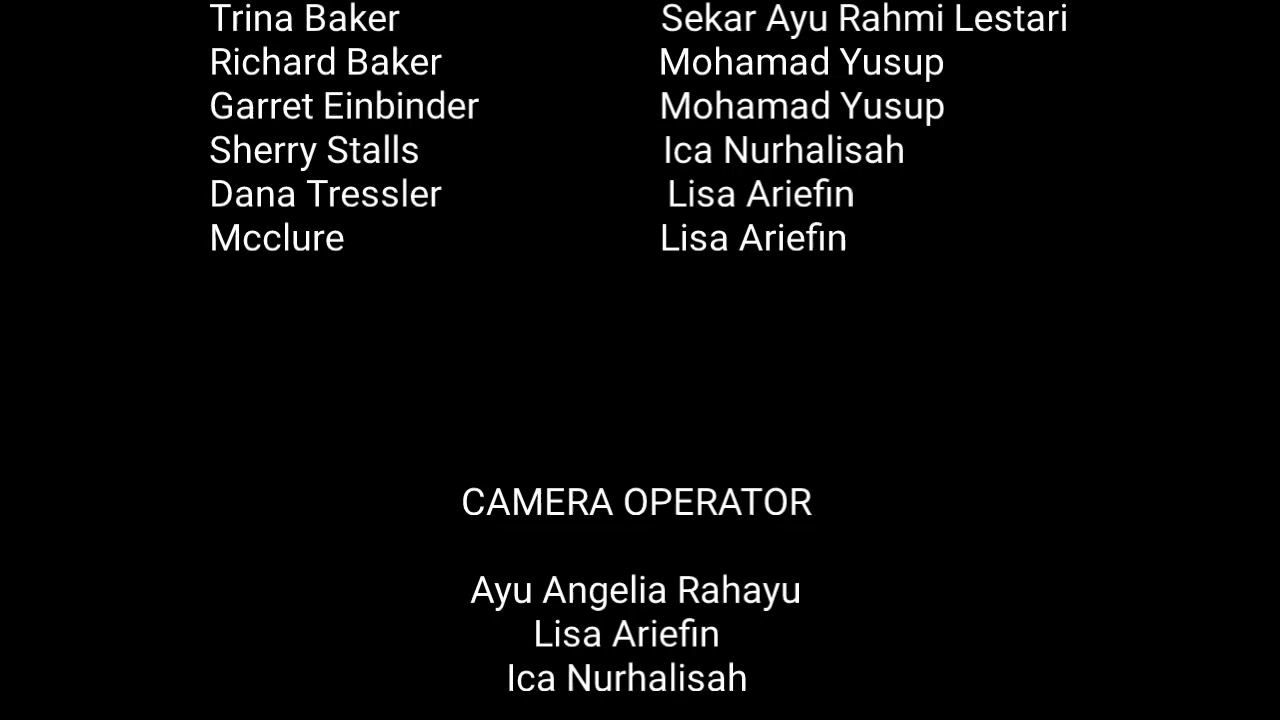 Trina Baker Sekar Ayu Rahmi Lestari
Richard Baker Mohamad Yusup
Garret Einbinder Mohamad Yusup
Sherry Stalls Ica Nurhalisah
Dana Tressler Lisa Ariefin
Mcclure Lisa Ariefin
CAMERA OPERATOR
Ayu Angelia Rahayu
Lisa Ariefin
Ica Nurhalisah